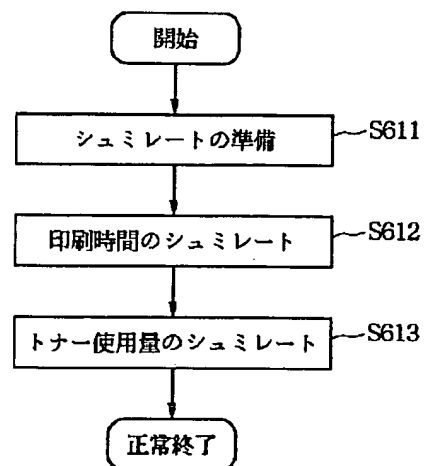 開始
シュミレートの準備
S611
印刷時間のシュミレート
S612
トナー使用量のシュミレート
S613
正常終了